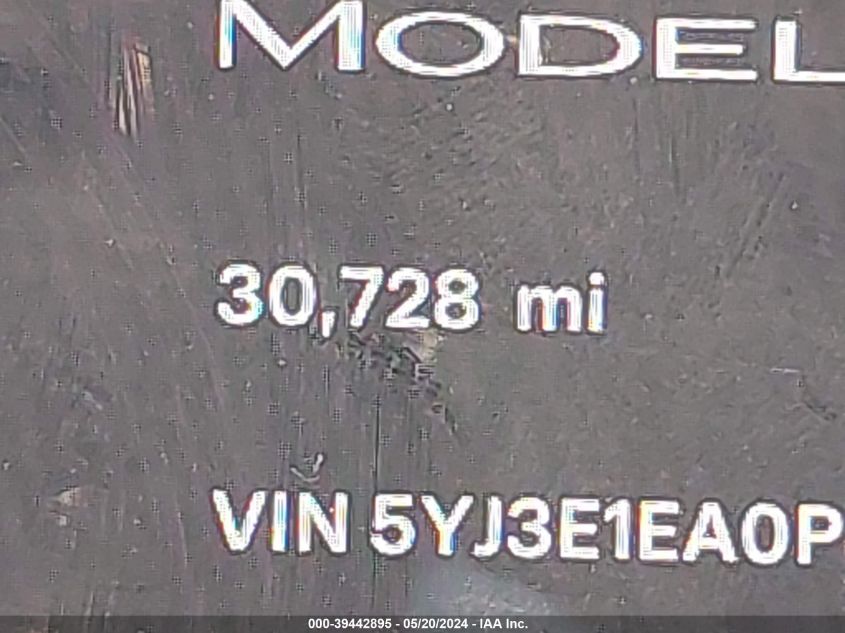 MODEL
30,728 mi
VIN 5YJ3E1EA0P
000-39442895 - 05/20/2024 - IAA Inc.